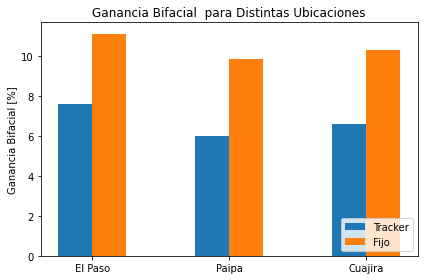 Ganancia Bifacial  para Distintas Ubicaciones
Ganancia Bifacial [%]
10
8
6
4
2
0
El Paso
Paipa
Cuajira
Tracker
Fijo